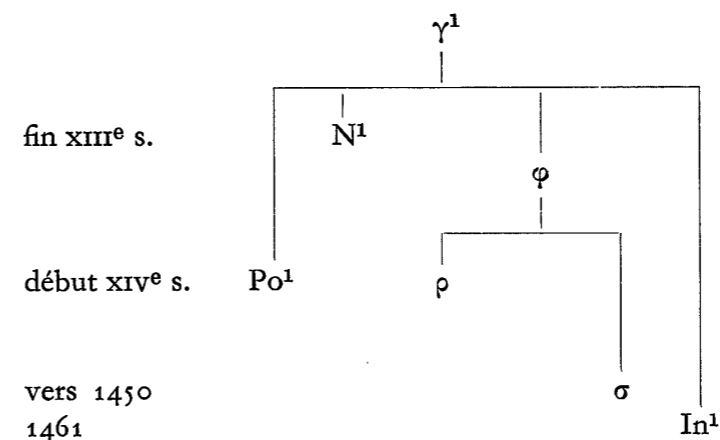 γ¹
fin XIIIᵉ s. N¹
φ
début XIVᵉ s. Po¹ ρ
vers 1450 σ
1461 In¹